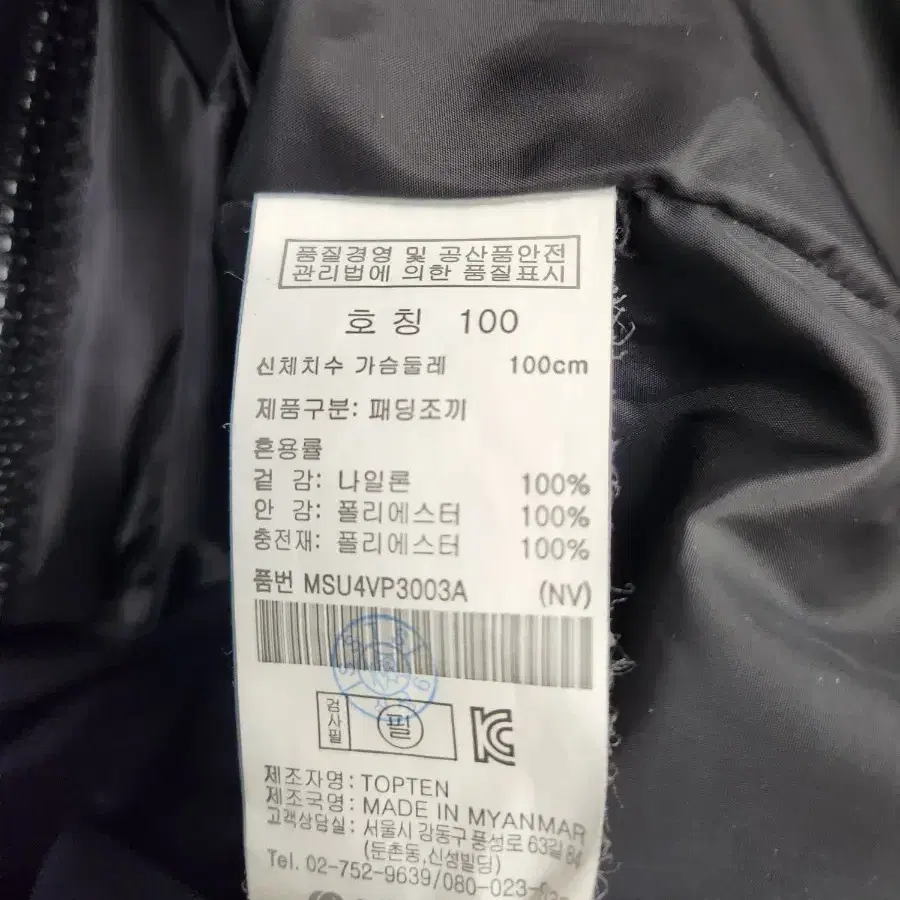 품질경영 및 공산품안전
관리법에 의한 품질표시
호 칭 100
신체치수 가슴둘레 100cm
제품구분: 패딩조끼
혼용률
겉 감: 나일론 100%
안 감: 폴리에스터 100%
충전재: 폴리에스터 100%
품번 MSU4VP3003A (NV)
검사필 필
제조자명: TOPTEN
제조국명: MADE IN MYANMAR
고객상담실: 서울시 강동구 풍성로 63길 84
(둔촌동,신성빌딩)
Tel. 02-752-9639/080-023-